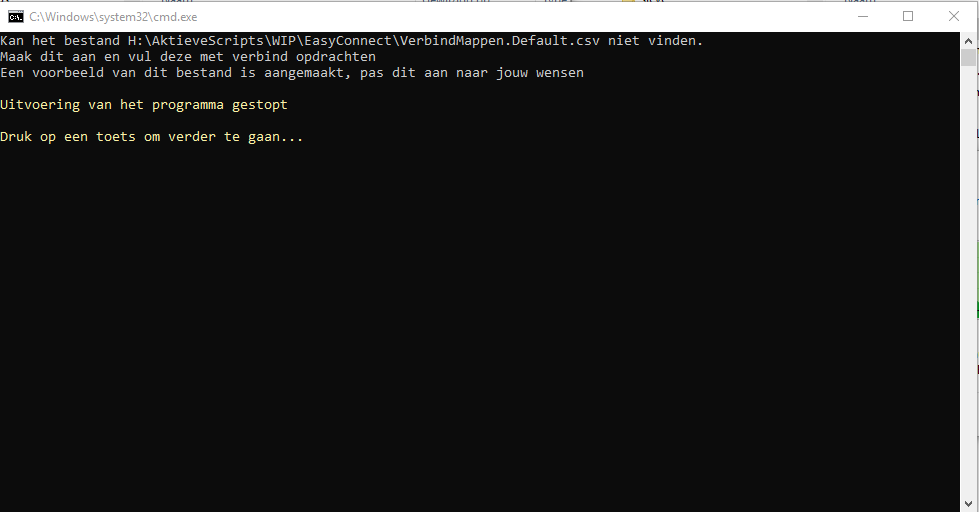 C:\Windows\system32\cmd.exe
Kan het bestand H:\AktieveScripts\WIP\EasyConnect\VerbindMappen.Default.csv niet vinden.
Maak dit aan en vul deze met verbind opdrachten
Een voorbeeld van dit bestand is aangemaakt, pas dit aan naar jouw wensen
Uitvoering van het programma gestopt
Druk op een toets om verder te gaan...